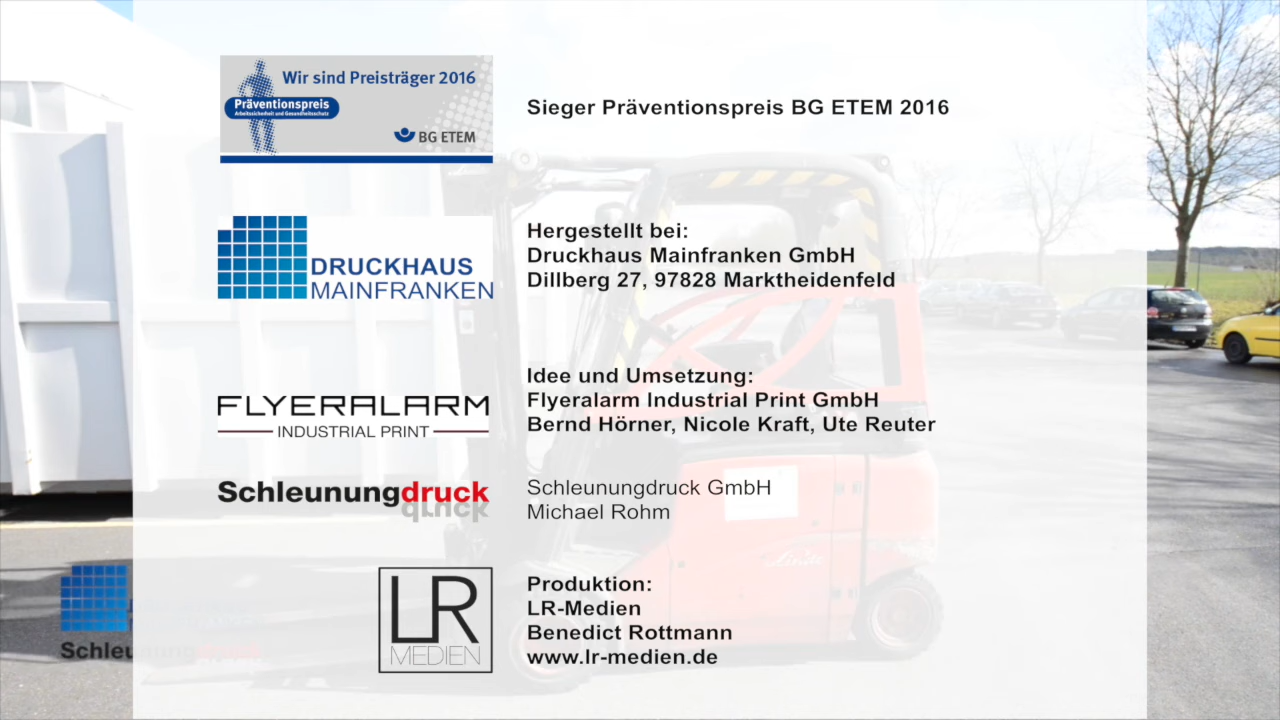 Wir sind Preisträger 2016
Präventionspreis
Arbeitssicherheit und Gesundheitsschutz
BG ETEM
Sieger Präventionspreis BG ETEM 2016
DRUCKHAUS
MAINFRANKEN
Hergestellt bei:
Druckhaus Mainfranken GmbH
Dillberg 27, 97828 Marktheidenfeld
FLYERALARM
INDUSTRIAL PRINT
Idee und Umsetzung:
Flyeralarm Industrial Print GmbH
Bernd Hörner, Nicole Kraft, Ute Reuter
Schleunungdruck
Schleunungdruck GmbH
Michael Rohm
LR
MEDIEN
Produktion:
LR-Medien
Benedict Rottmann
www.lr-medien.de
Linde
Schleunungdruck